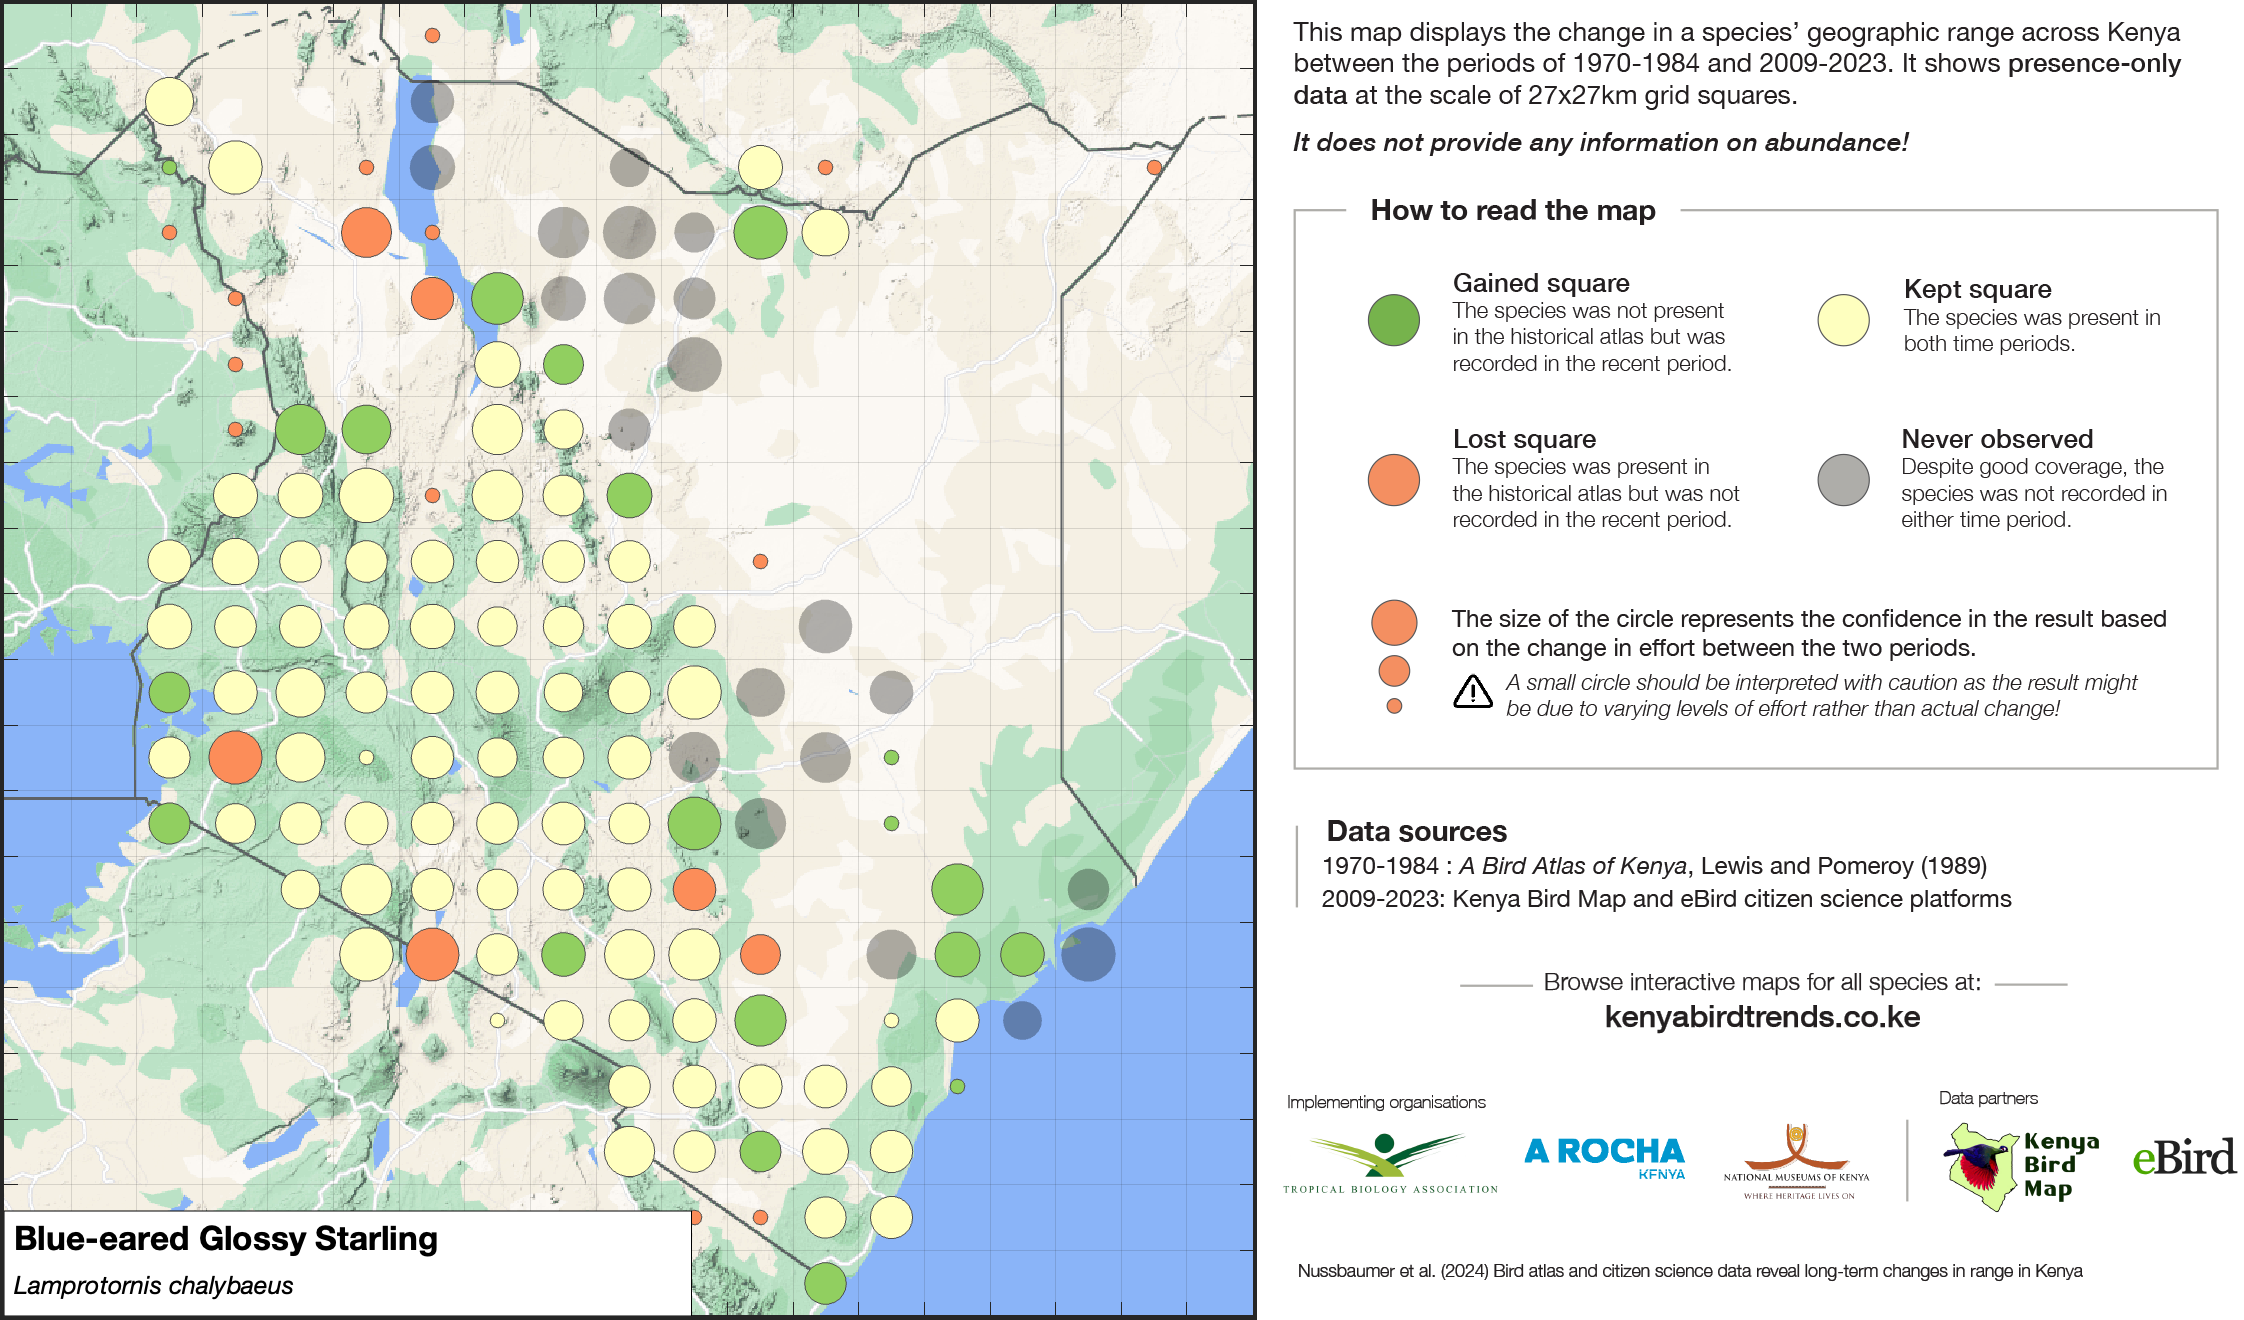 This map displays the change in a species’ geographic range across Kenya
between the periods of 1970-1984 and 2009-2023. It shows presence-only
data at the scale of 27x27km grid squares.
It does not provide any information on abundance!
How to read the map
Gained square
The species was not present
in the historical atlas but was
recorded in the recent period.
Kept square
The species was present in
both time periods.
Lost square
The species was present in
the historical atlas but was not
recorded in the recent period.
Never observed
Despite good coverage, the
species was not recorded in
either time period.
The size of the circle represents the confidence in the result based
on the change in effort between the two periods.
A small circle should be interpreted with caution as the result might
be due to varying levels of effort rather than actual change!
Data sources
1970-1984 : A Bird Atlas of Kenya, Lewis and Pomeroy (1989)
2009-2023: Kenya Bird Map and eBird citizen science platforms
Browse interactive maps for all species at:
kenyabirdtrends.co.ke
Implementing organisations
Data partners
TROPICAL BIOLOGY ASSOCIATION
A ROCHA
KENYA
NATIONAL MUSEUMS OF KENYA
WHERE HERITAGE LIVES ON
Kenya
Bird
Map
eBird
Nussbaumer et al. (2024) Bird atlas and citizen science data reveal long-term changes in range in Kenya
Blue-eared Glossy Starling
Lamprotornis chalybaeus